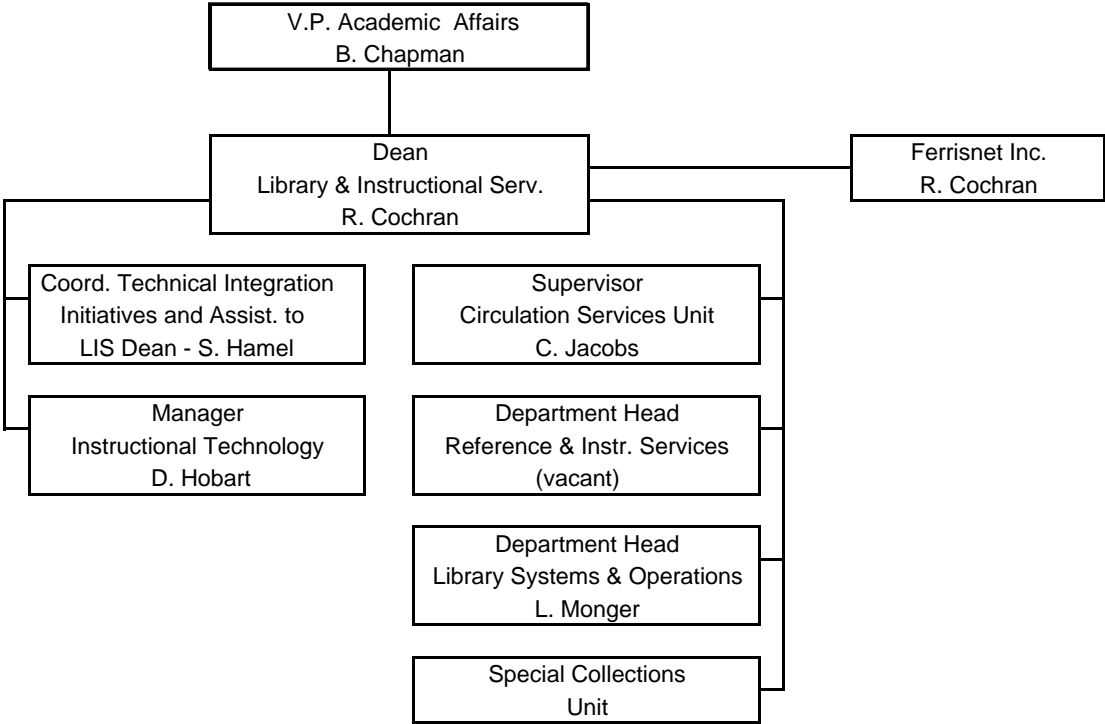 V.P. Academic Affairs
B. Chapman
Dean
Library & Instructional Serv.
R. Cochran
Ferrisnet Inc.
R. Cochran
Coord. Technical Integration
Initiatives and Assist. to
LIS Dean - S. Hamel
Manager
Instructional Technology
D. Hobart
Supervisor
Circulation Services Unit
C. Jacobs
Department Head
Reference & Instr. Services
(vacant)
Department Head
Library Systems & Operations
L. Monger
Special Collections
Unit